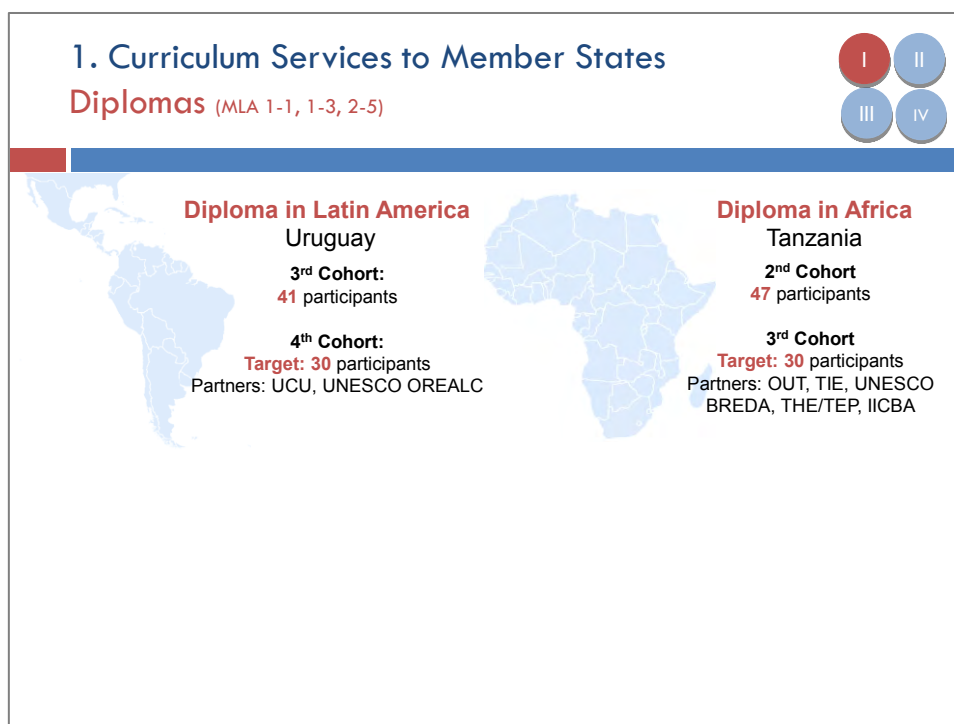 1. Curriculum Services to Member States
Diplomas (MLA 1-1, 1-3, 2-5)
I
II
III
IV
Diploma in Latin America
Uruguay
3rd Cohort:
41 participants
4th Cohort:
Target: 30 participants
Partners: UCU, UNESCO OREALC
Diploma in Africa
Tanzania
2nd Cohort
47 participants
3rd Cohort
Target: 30 participants
Partners: OUT, TIE, UNESCO
BREDA, THE/TEP, IICBA